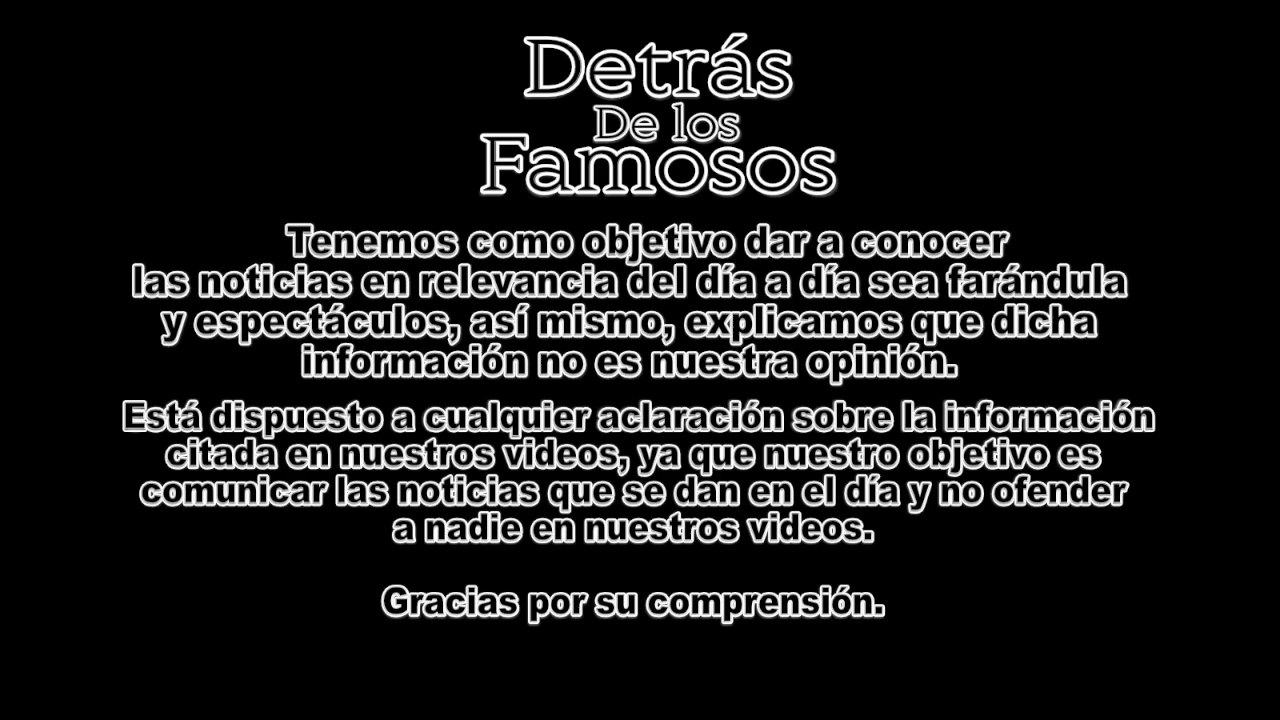 Detrás
De los
Famosos
Tenemos como objetivo dar a conocer
las noticias en relevancia del día a día sea farándula
y espectáculos, así mismo, explicamos que dicha
información no es nuestra opinión.
Está dispuesto a cualquier aclaración sobre la información
citada en nuestros videos, ya que nuestro objetivo es
comunicar las noticias que se dan en el día y no ofender
a nadie en nuestros videos.
Gracias por su comprensión.